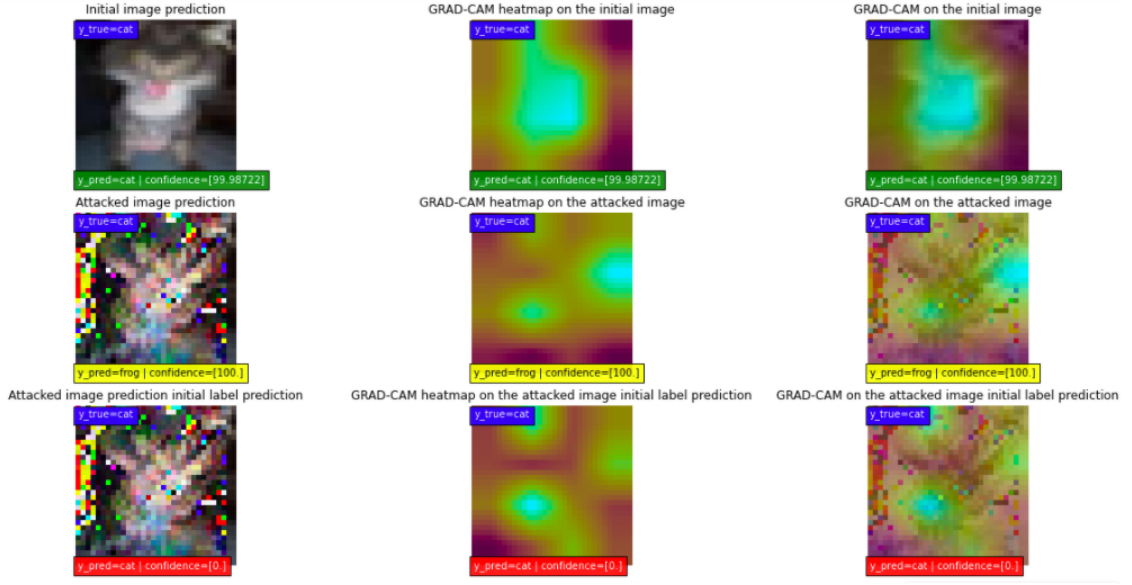 Initial image prediction
GRAD-CAM heatmap on the initial image
GRAD-CAM on the initial image
y_true=cat
y_true=cat
y_true=cat
y_pred=cat | confidence=[99.98722]
y_pred=cat | confidence=[99.98722]
y_pred=cat | confidence=[99.98722]
Attacked image prediction
GRAD-CAM heatmap on the attacked image
GRAD-CAM on the attacked image
y_true=cat
y_true=cat
y_true=cat
y_pred=frog | confidence=[100.]
y_pred=frog | confidence=[100.]
y_pred=frog | confidence=[100.]
Attacked image prediction initial label prediction
GRAD-CAM heatmap on the attacked image initial label prediction
GRAD-CAM on the attacked image initial label prediction
y_true=cat
y_true=cat
y_true=cat
y_pred=cat | confidence=[0.]
y_pred=cat | confidence=[0.]
y_pred=cat | confidence=[0.]